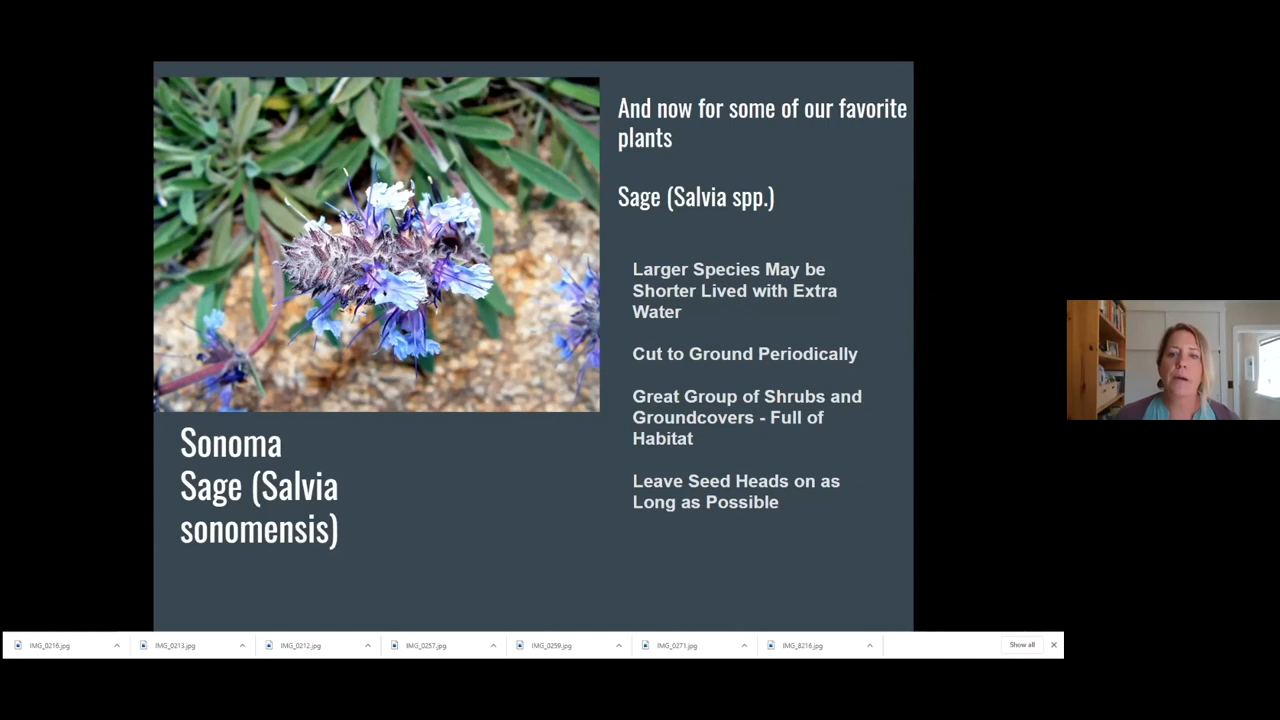 And now for some of our favorite
plants
Sage (Salvia spp.)
Larger Species May be
Shorter Lived with Extra
Water
Cut to Ground Periodically
Great Group of Shrubs and
Groundcovers - Full of
Habitat
Leave Seed Heads on as
Long as Possible
Sonoma
Sage (Salvia
sonomensis)
IMG_0216.jpg
IMG_0213.jpg
IMG_0212.jpg
IMG_0257.jpg
IMG_0259.jpg
IMG_0271.jpg
IMG_8216.jpg
Show all